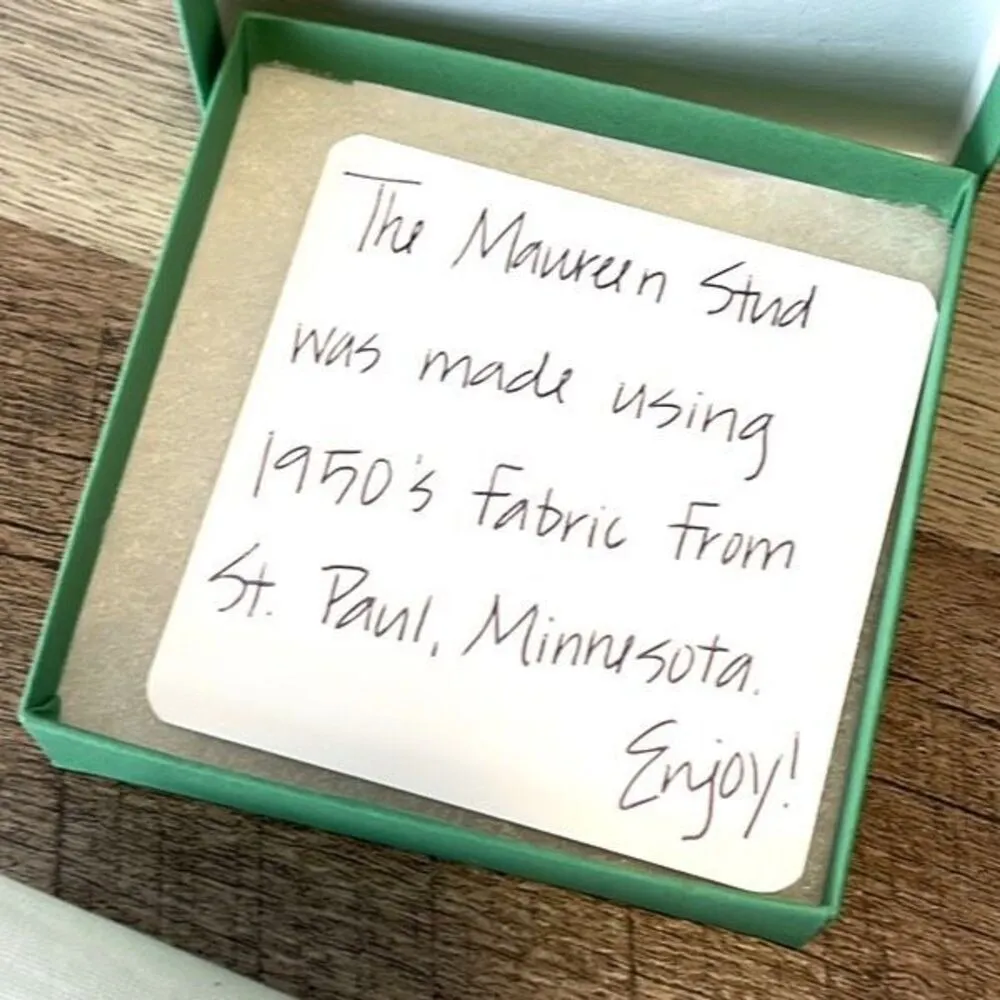 The Maureen Stud
was made using
1950's fabric from
St. Paul, Minnesota.
Enjoy!